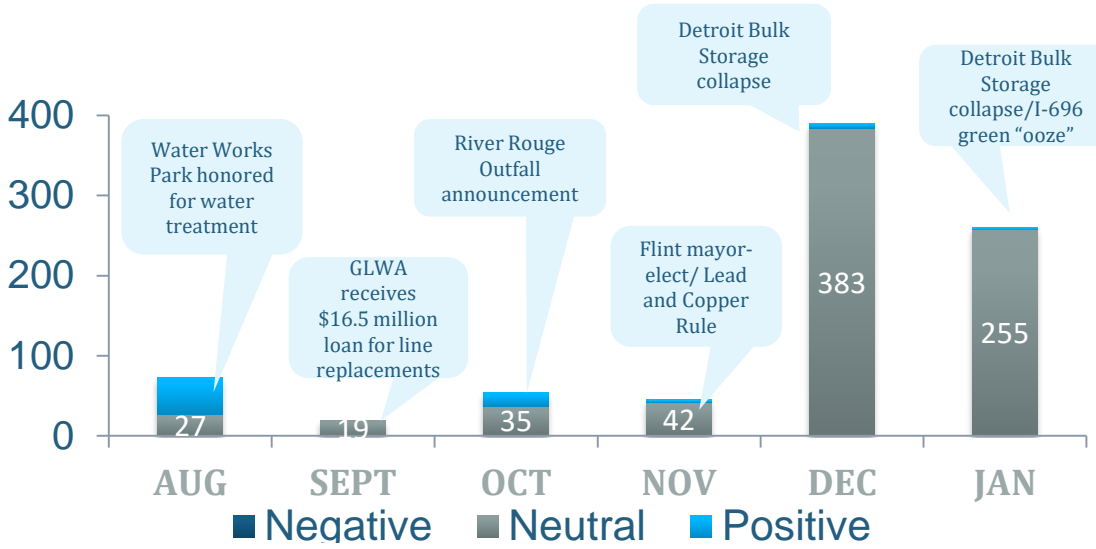 400
300
200
100
0
Water Works
Park honored
for water
treatment
GLWA
receives
$16.5 million
loan for line
replacements
River Rouge
Outfall
announcement
Flint mayor-
elect/ Lead
and Copper
Rule
Detroit Bulk
Storage
collapse
Detroit Bulk
Storage
collapse/I-696
green “ooze”
27
19
35
42
383
255
AUG SEPT OCT NOV DEC JAN
Negative Neutral Positive